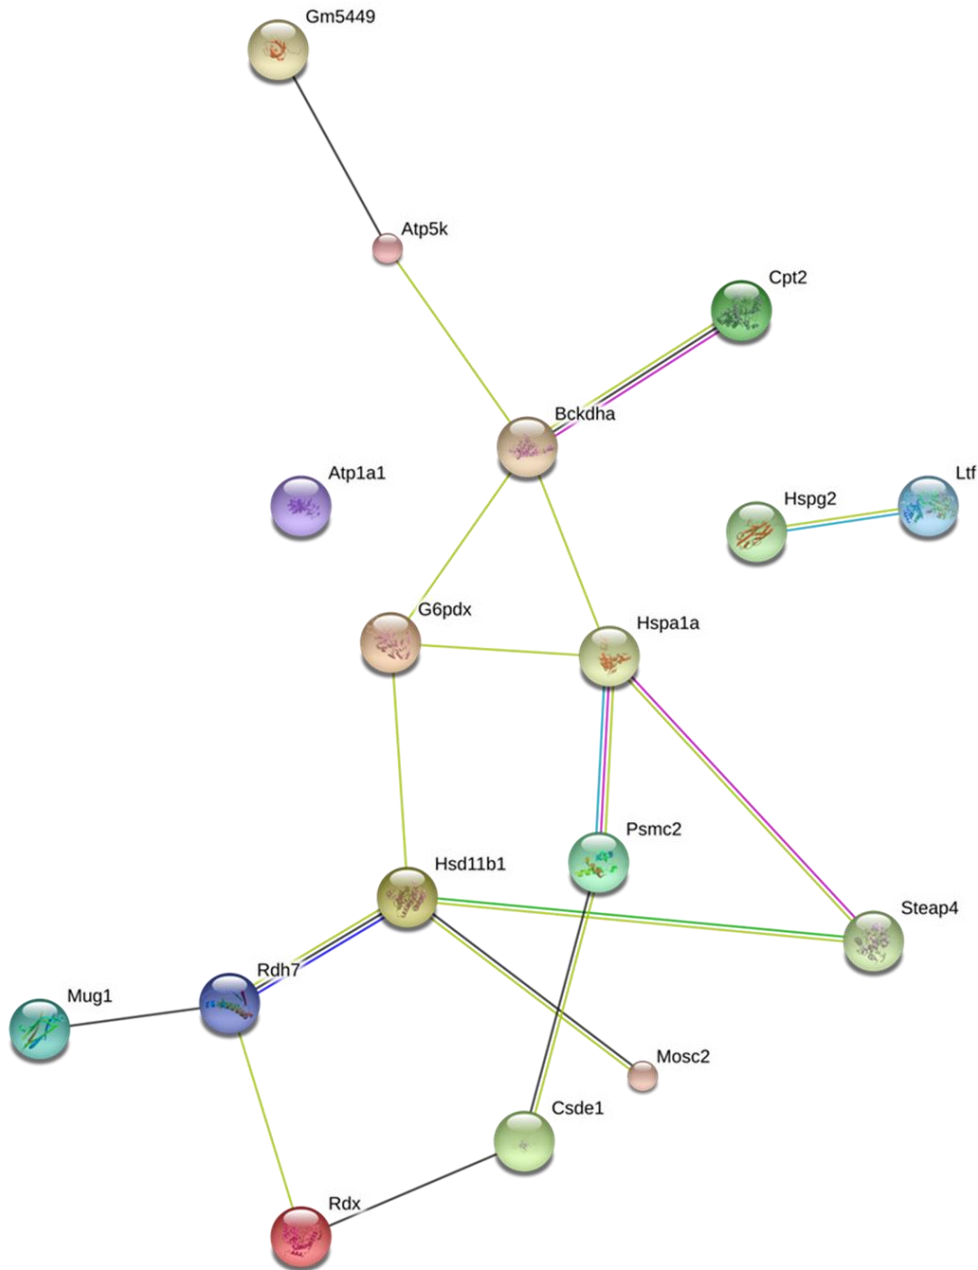 Gm5449
Atp5k
Cpt2
Bckdha
Atp1a1
Ltf
Hspg2
G6pdx
Hspa1a
Psmc2
Hsd11b1
Steap4
Rdh7
Mug1
Mosc2
Csde1
Rdx